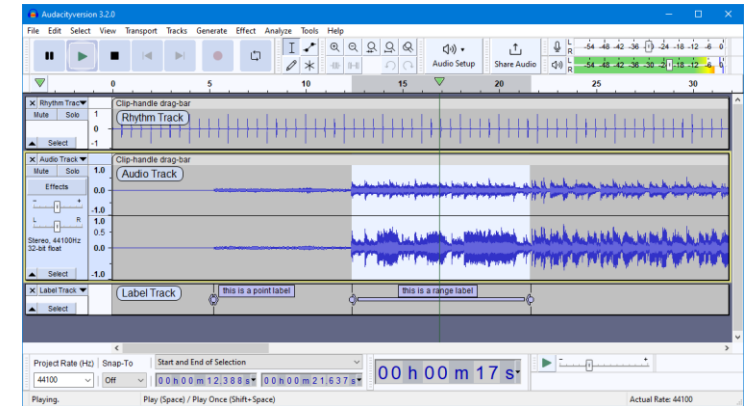 Audacityversion 3.2.0
File Edit Select View Transport Tracks Generate Effect Analyze Tools Help
Audio Setup
Share Audio
L
R
-54 -48 -42 -36 -30 -24 -18 -12 -6 0
L
R
-54 -48 -42 -36 -30 -24 -18 -12 -6 0
0 5 10 15 20 25 30
Rhythm Trac
Clip-handle drag-bar
Mute Solo
1
Rhythm Track
0
Select
-1
Audio Track
Clip-handle drag-bar
Mute Solo
1.0
Audio Track
Effects
0.0
- +
-1.0
L R
1.0
0.5
Stereo, 44100Hz
32-bit float
0.0
Select
-1.0
Label Track
Label Track
this is a point label
this is a range label
Select
Project Rate (Hz)
Snap-To
Start and End of Selection
44100
Off
00h00m12.388s
00h00m21.637s
00 h 00 m 17 s
- +
Playing.
Play (Space) / Play Once (Shift+Space)
Actual Rate: 44100